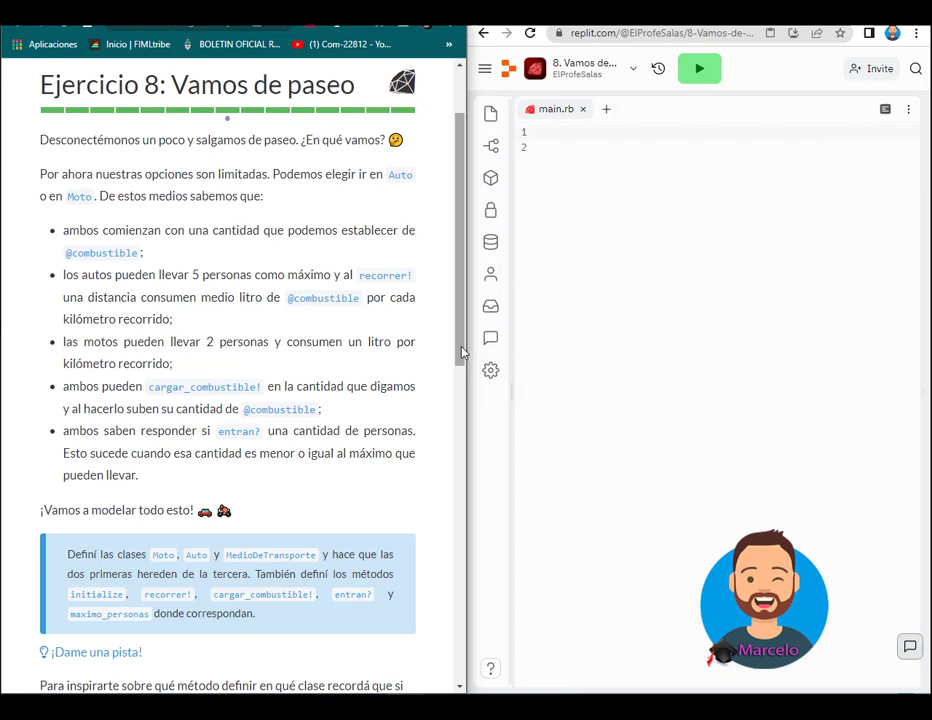 Aplicaciones
Inicio | FIMLtribe
BOLETIN OFICIAL R...
(1) Com-22812 - Yo...
»
replit.com/@ElProfeSalas/8-Vamos-de-...
Ejercicio 8: Vamos de paseo
Desconectémonos un poco y salgamos de paseo. ¿En qué vamos? 🤔
Por ahora nuestras opciones son limitadas. Podemos elegir ir en Auto
o en Moto. De estos medios sabemos que:
• ambos comienzan con una cantidad que podemos establecer de
@combustible;
• los autos pueden llevar 5 personas como máximo y al recorrer!
una distancia consumen medio litro de @combustible por cada
kilómetro recorrido;
• las motos pueden llevar 2 personas y consumen un litro por
kilómetro recorrido;
• ambos pueden cargar_combustible! en la cantidad que digamos
y al hacerlo suben su cantidad de @combustible;
• ambos saben responder si entran? una cantidad de personas.
Esto sucede cuando esa cantidad es menor o igual al máximo que
pueden llevar.
¡Vamos a modelar todo esto! 🚗 🏍️
Definí las clases Moto, Auto y MedioDeTransporte y hace que las
dos primeras hereden de la tercera. También definí los métodos
initialize, recorrer!, cargar_combustible!, entran? y
maximo_personas donde correspondan.
¡Dame una pista!
Para inspirarte sobre qué método definir en qué clase recordá que si
8. Vamos de...
ElProfeSalas
Invite
main.rb
1
2
Marcelo
?